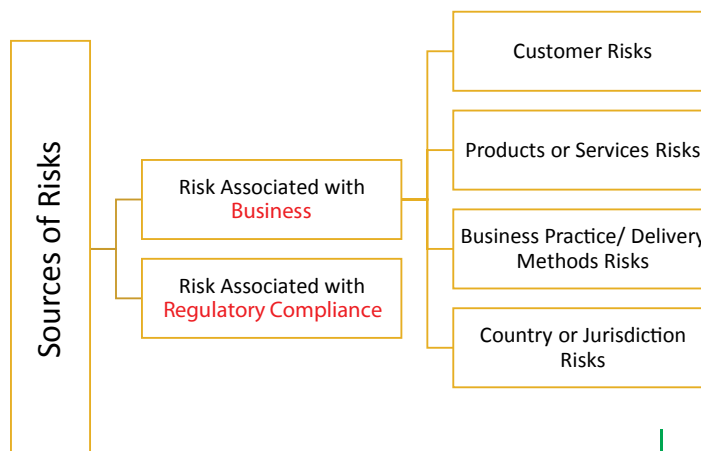 Sources of Risks
Risk Associated with
Business
Risk Associated with
Regulatory Compliance
Customer Risks
Products or Services Risks
Business Practice/ Delivery
Methods Risks
Country or Jurisdiction
Risks